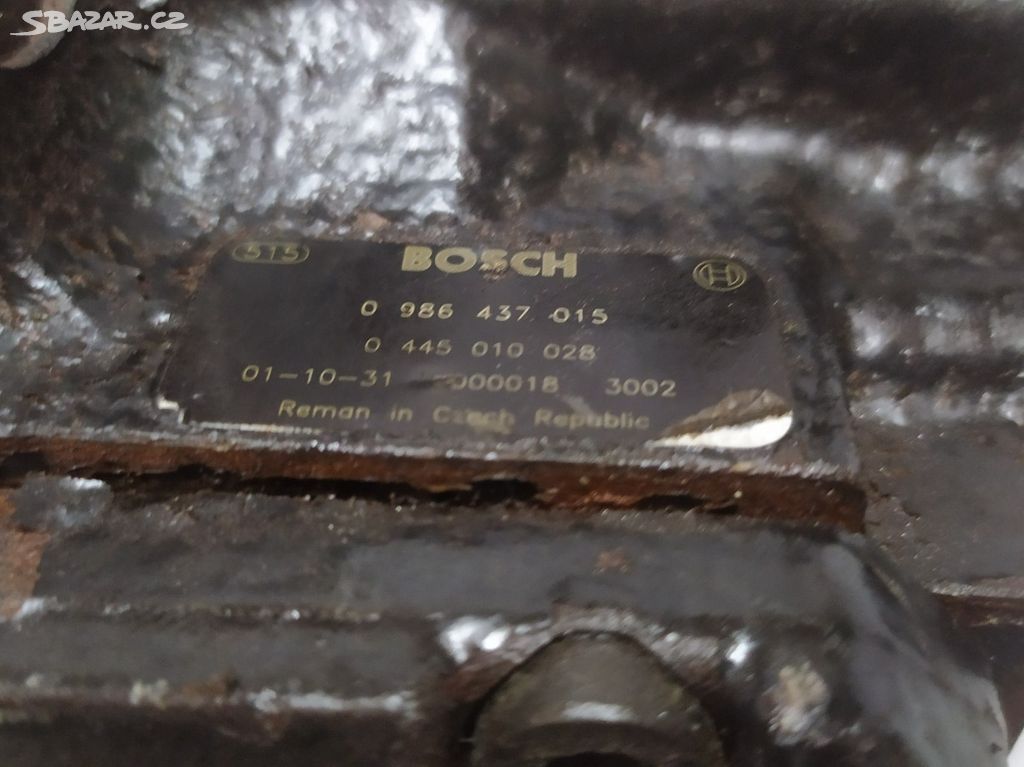 SBAZAR.CZ
515 BOSCH
0 986 437 015
0 445 010 028
01-10-31 000018 3002
Reman in Czech Republic